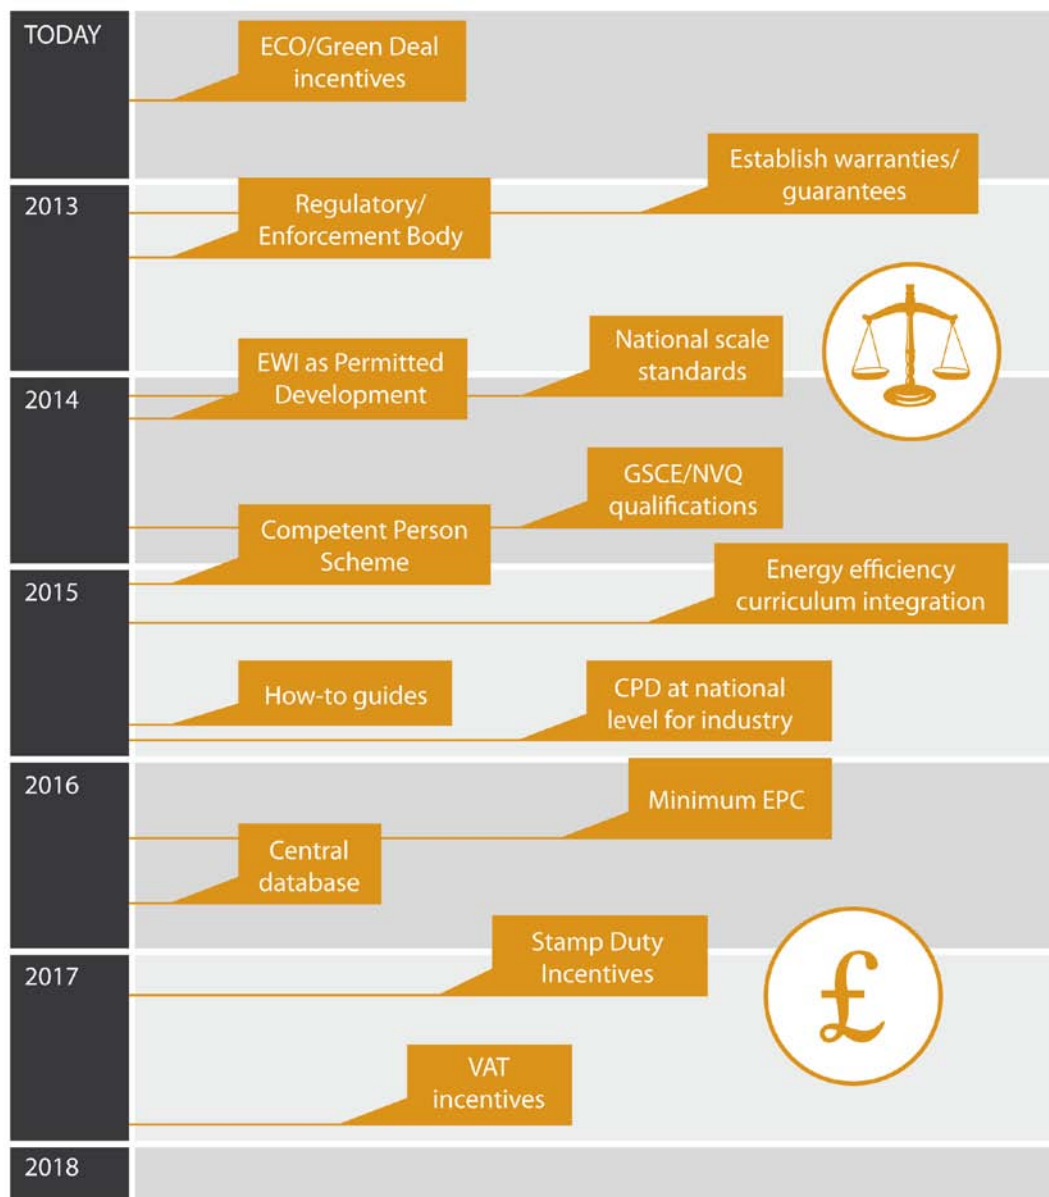 TODAY
ECO/Green Deal
incentives
Establish warranties/
guarantees
2013
Regulatory/
Enforcement Body
National scale
standards
EWI as Permitted
Development
2014
GSCE/NVQ
qualifications
Competent Person
Scheme
2015
Energy efficiency
curriculum integration
How-to guides
CPD at national
level for industry
2016
Minimum EPC
Central
database
Stamp Duty
Incentives
2017
£
VAT
incentives
2018